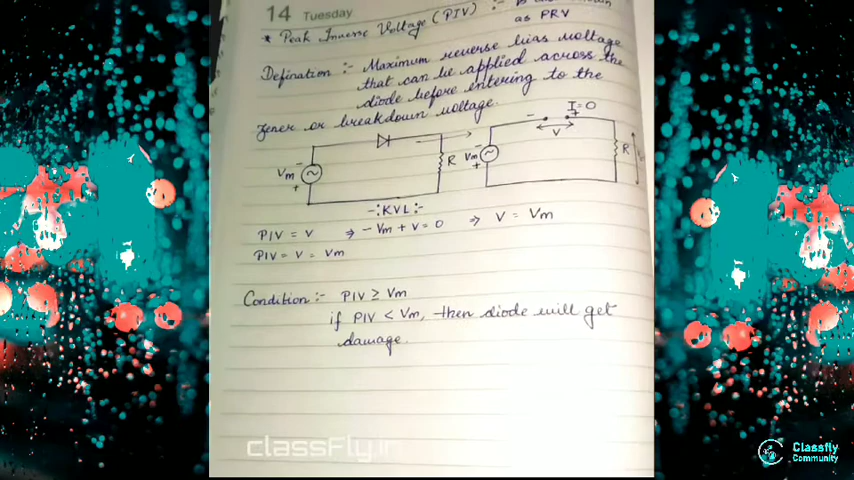 14 Tuesday
* Peak Inverse Voltage (PIV) :-
as PRV
Defination :- Maximum reverse bias voltage
that can be applied across the
diode before entering to the
zener or breakdown voltage.
Vm - + R
Vm - + - I=0 + V R
-:KVL:-
PIV = V ⇒ -Vm + V = 0 ⇒ V = Vm
PIV = V = Vm
Condition :- PIV ≥ Vm
if PIV < Vm, then diode will get
damage.
classFly.in
Classfly
Community